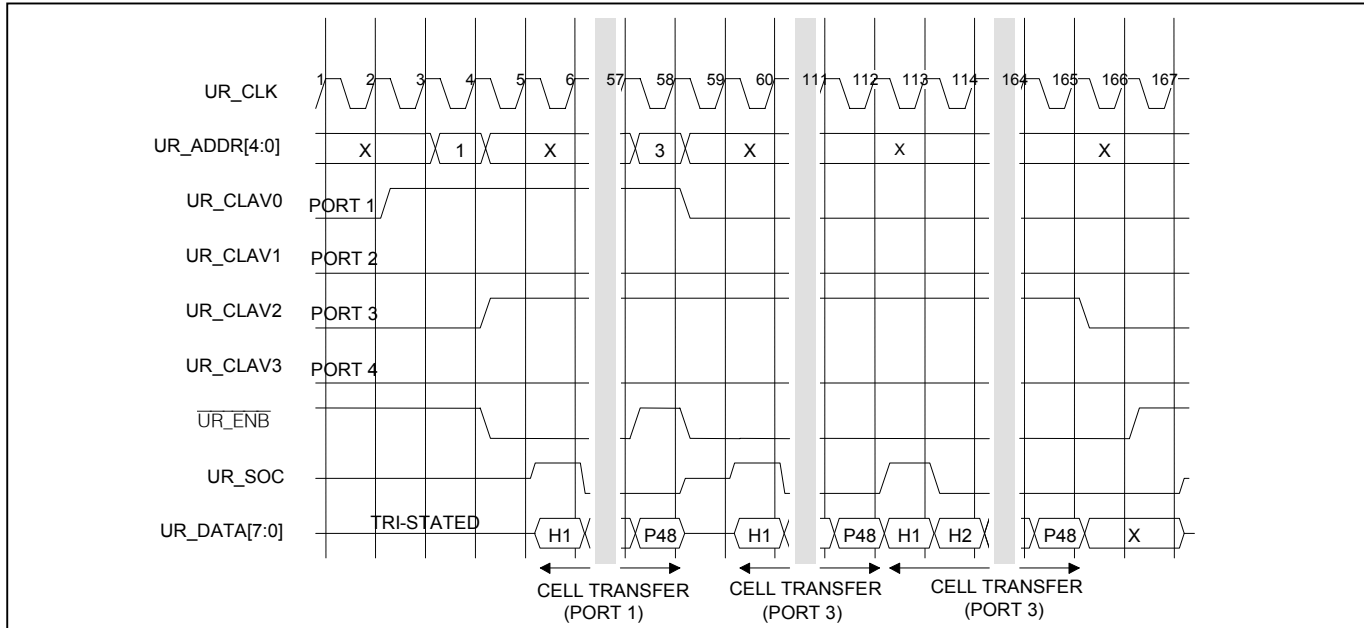 1 2 3 4 5 6 57 58 59 60 111 112 113 114 164 165 166 167
UR_CLK
UR_ADDR[4:0] X 1 X 3 X X X
UR_CLAV0 PORT 1
UR_CLAV1 PORT 2
UR_CLAV2 PORT 3
UR_CLAV3 PORT 4
UR_ENB
UR_SOC
UR_DATA[7:0] TRI-STATED H1 P48 H1 P48 H1 H2 P48 X
CELL TRANSFER
(PORT 1)
CELL TRANSFER
(PORT 3)
CELL TRANSFER
(PORT 3)